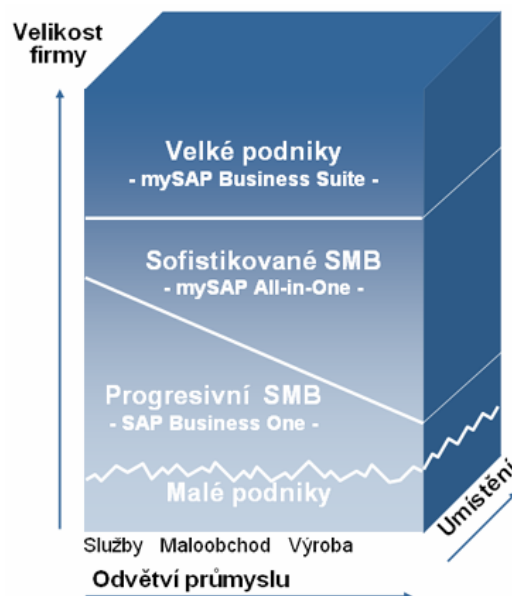 Velikost
firmy
Velké podniky
- mySAP Business Suite -
Sofistikované SMB
- mySAP All-in-One -
Progresivní SMB
- SAP Business One -
Malé podniky
Umístění
Služby Maloobchod Výroba
Odvětví průmyslu